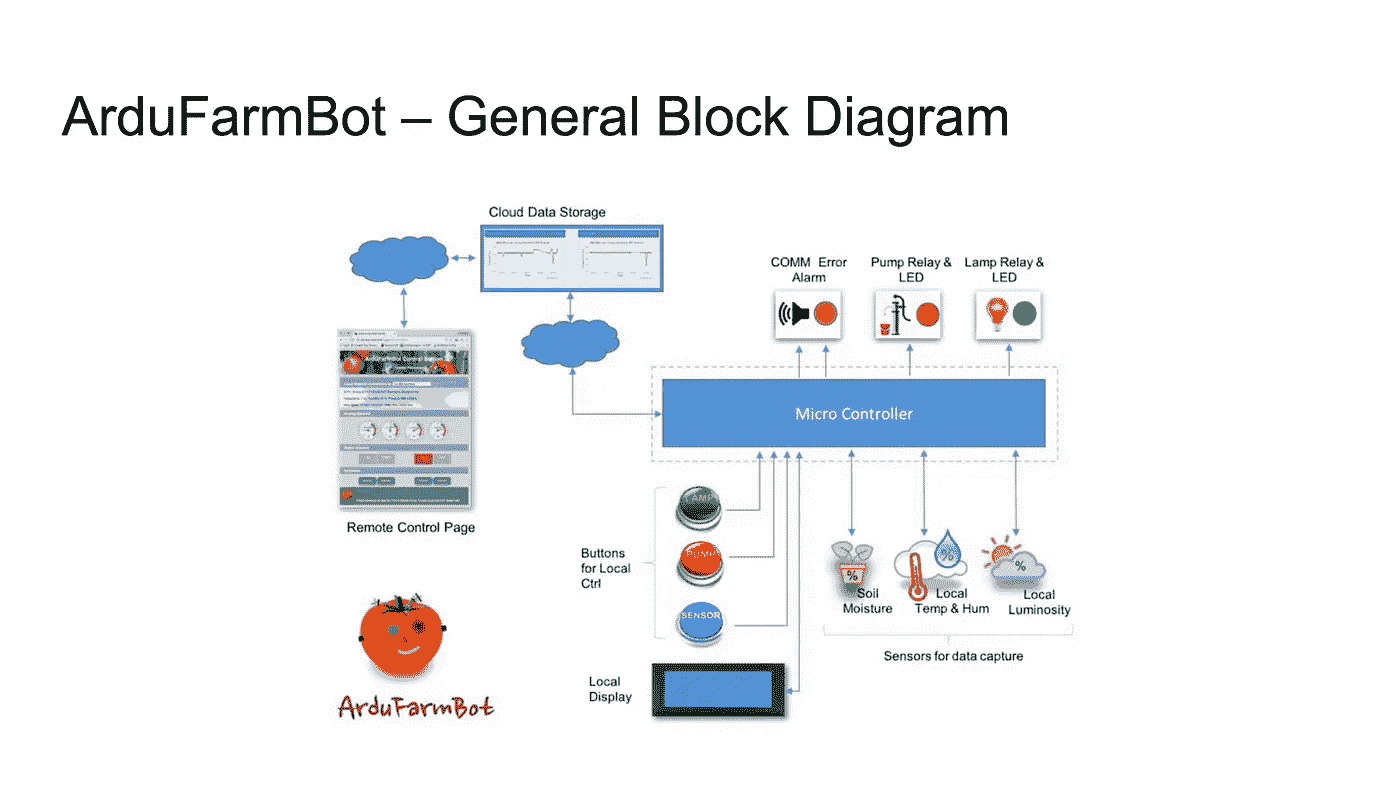 ArduFarmBot – General Block Diagram
Cloud Data Storage
COMM Error
Alarm
Pump Relay &
LED
Lamp Relay &
LED
Micro Controller
Remote Control Page
Buttons
for Local
Ctrl
LAMP
PUMP
SENSOR
%
Soil
Moisture
%
Local
Temp & Hum
%
Local
Luminosity
Sensors for data capture
Local
Display
ArduFarmBot